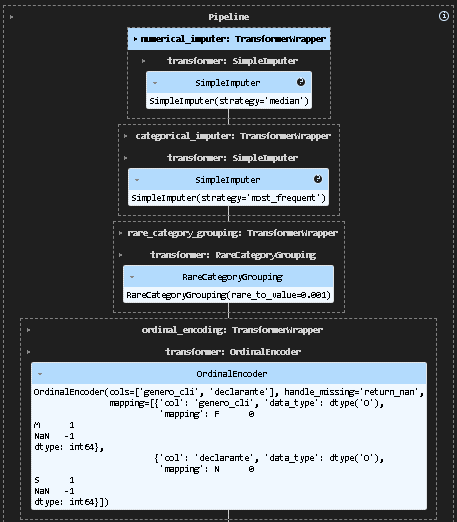 Pipeline
numerical_imputer: TransformerWrapper
transformer: SimpleImputer
SimpleImputer
SimpleImputer(strategy='median')
categorical_imputer: TransformerWrapper
transformer: SimpleImputer
SimpleImputer
SimpleImputer(strategy='most_frequent')
rare_category_grouping: TransformerWrapper
transformer: RareCategoryGrouping
RareCategoryGrouping
RareCategoryGrouping(rare_to_value=0.001)
ordinal_encoding: TransformerWrapper
transformer: OrdinalEncoder
OrdinalEncoder
OrdinalEncoder(cols=['genero_cli', 'declarante'], handle_missing='return_nan',
mapping=[{'col': 'genero_cli', 'data_type': dtype('O'),
'mapping': F 0
M 1
NaN -1
dtype: int64},
{'col': 'declarante', 'data_type': dtype('O'),
'mapping': N 0
S 1
NaN -1
dtype: int64}])